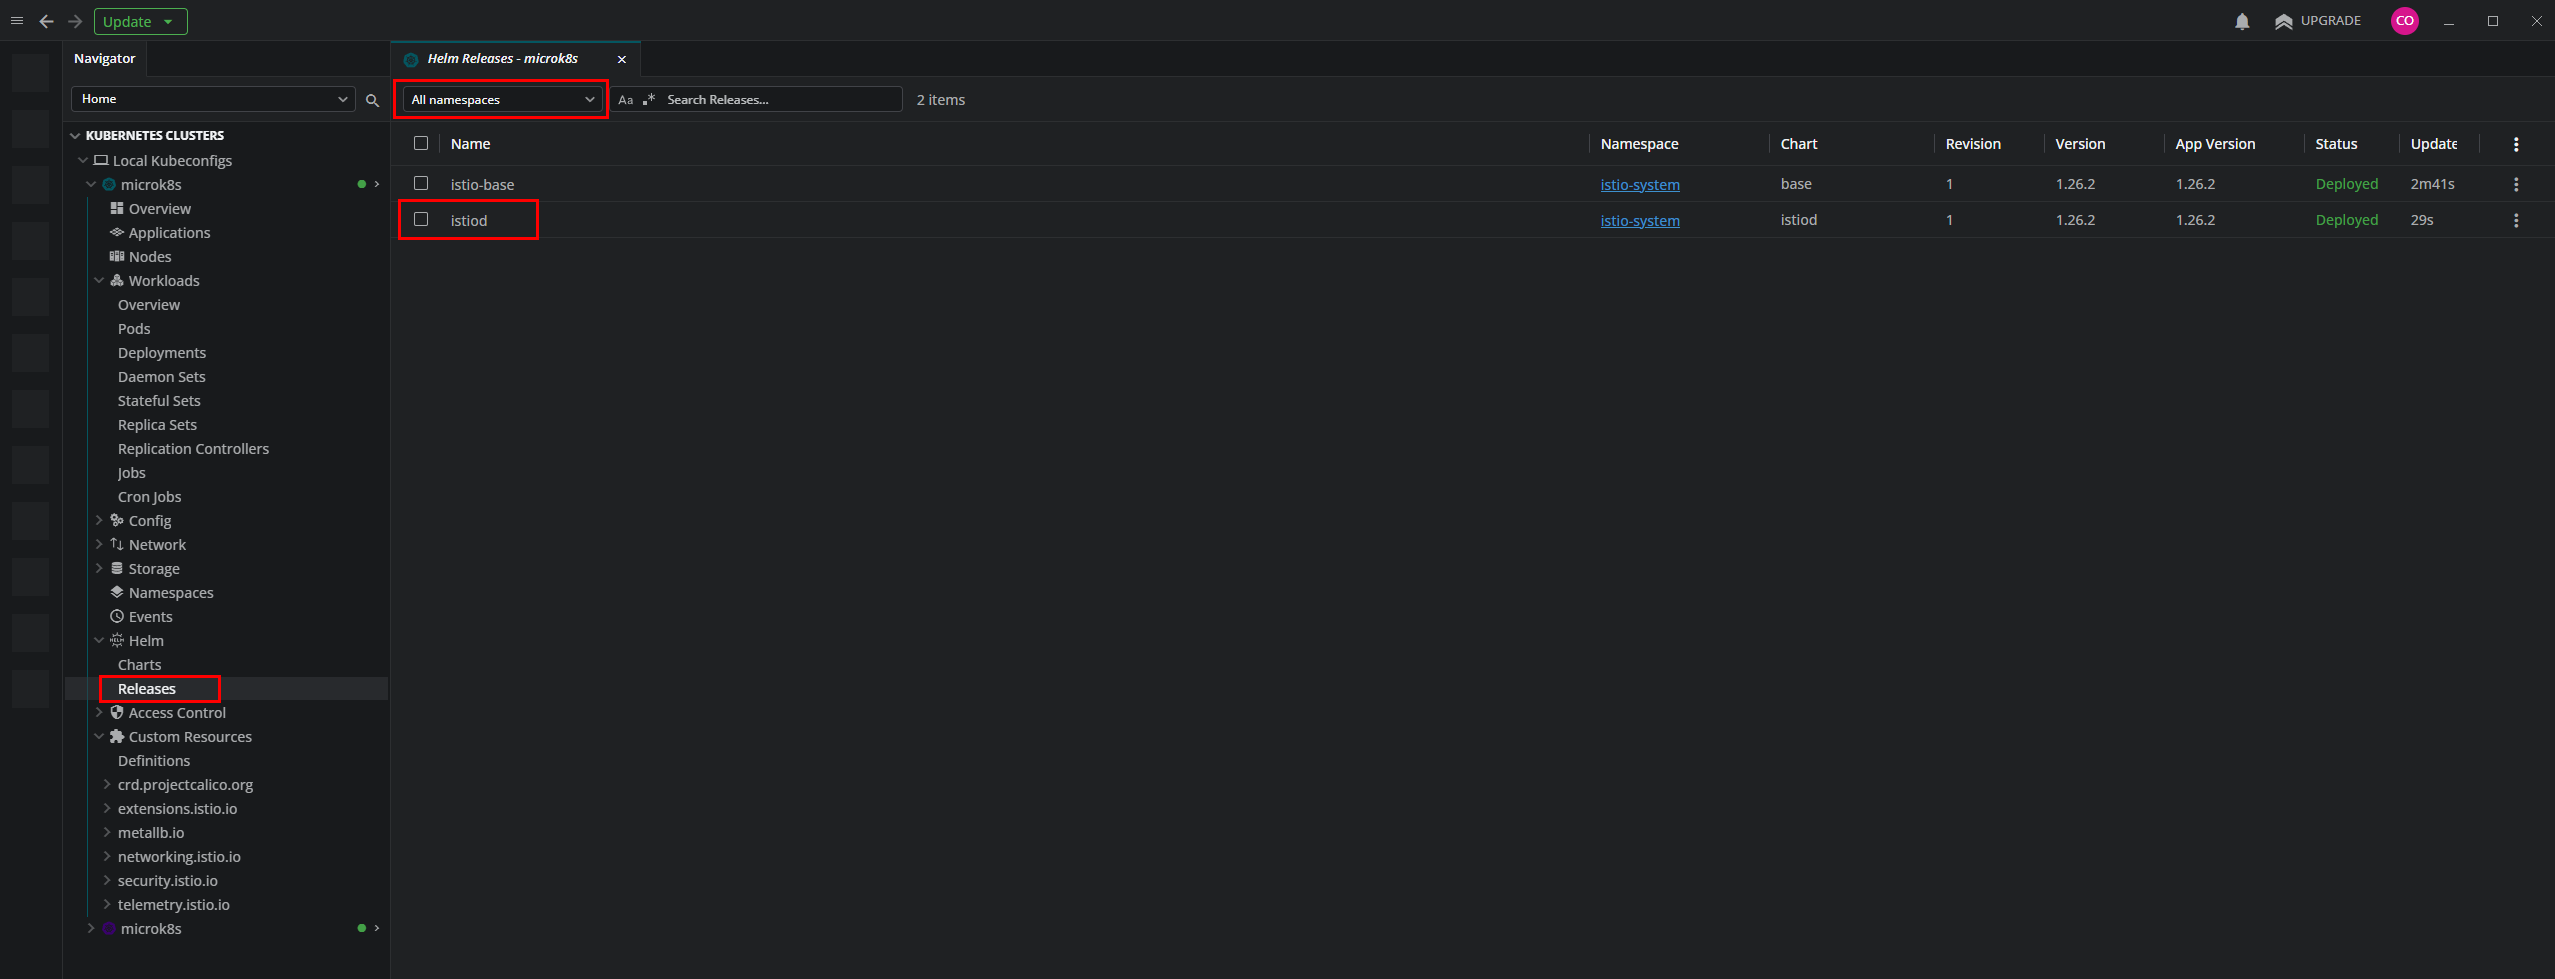 Update
UPGRADE
CO
Navigator
Helm Releases - microk8s
Home
All namespaces
Aa .* Search Releases...
2 items
KUBERNETES CLUSTERS
Local Kubeconfigs
microk8s
Overview
Applications
Nodes
Workloads
Overview
Pods
Deployments
Daemon Sets
Stateful Sets
Replica Sets
Replication Controllers
Jobs
Cron Jobs
Config
Network
Storage
Namespaces
Events
Helm
Charts
Releases
Access Control
Custom Resources
Definitions
crd.projectcalico.org
extensions.istio.io
metallb.io
networking.istio.io
security.istio.io
telemetry.istio.io
microk8s
Name Namespace Chart Revision Version App Version Status Update
istio-base istio-system base 1 1.26.2 1.26.2 Deployed 2m41s
istiod istio-system istiod 1 1.26.2 1.26.2 Deployed 29s